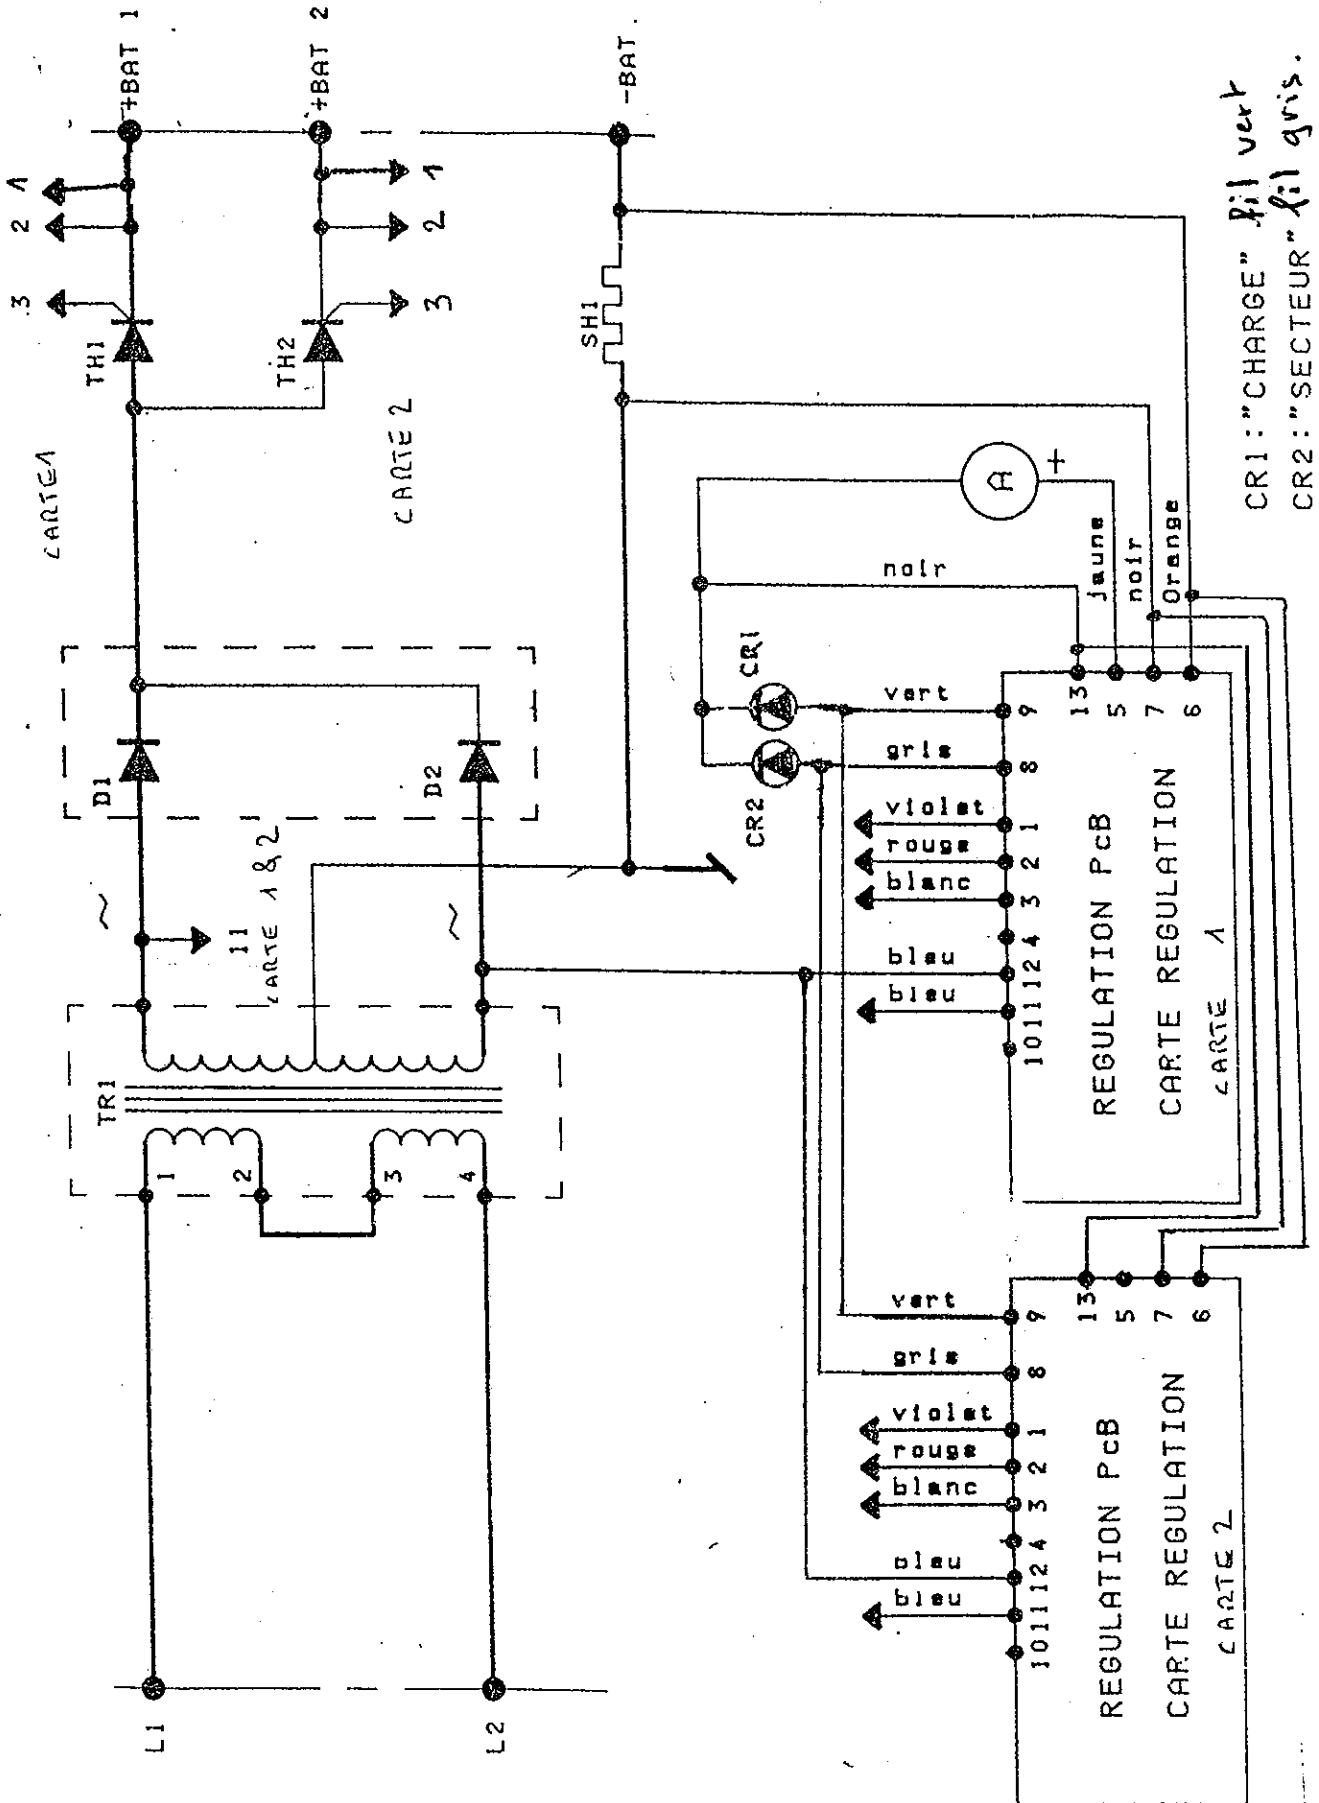 L1
L2
TR1
1
2
3
4
~
~
11
CARTE 1 & 2
D1
D2
CARTE 1
CARTE 2
TH1
TH2
3
2
1
3
2
1
+BAT 1
+BAT 2
-BAT
SH1
A
+
noir
jaune
noir
Orange
CR1
CR2
vert
gris
violet
rouge
blanc
bleu
bleu
9
8
1
2
3
4
12
11
10
13
5
7
6
REGULATION PcB
CARTE REGULATION
CARTE 1
vert
gris
violet
rouge
blanc
bleu
bleu
9
8
1
2
3
4
12
11
10
13
5
7
6
REGULATION PcB
CARTE REGULATION
CARTE 2
CR1:"CHARGE" fil vert
CR2:"SECTEUR" fil gris.